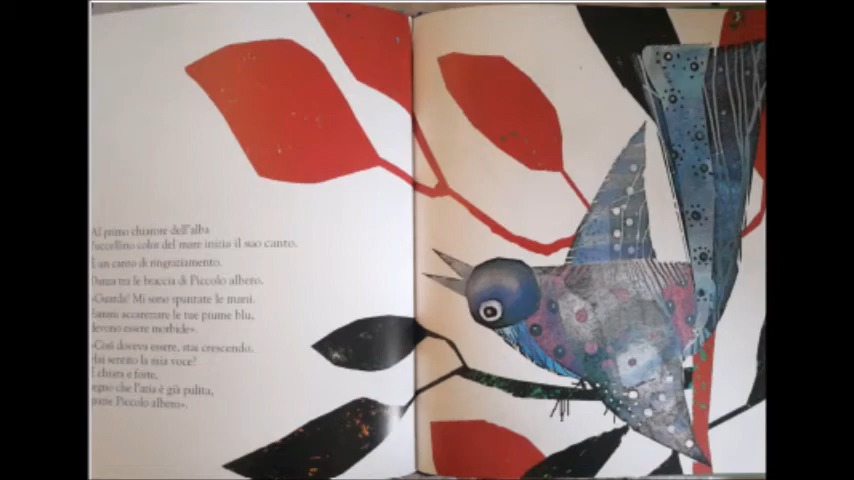 Al primo chiarore dell'alba
l'uccellino color del mare inizia il suo canto.
È un canto di ringraziamento.
Danza tra le braccia di Piccolo albero.
«Guarda! Mi sono spuntate le mani.
Fammi accarezzare le tue piume blu,
devono essere morbide».
«Così doveva essere, stai crescendo.
Hai sentito la mia voce?
È chiara e forte,
segno che l'aria è già pulita,
Piccolo albero».